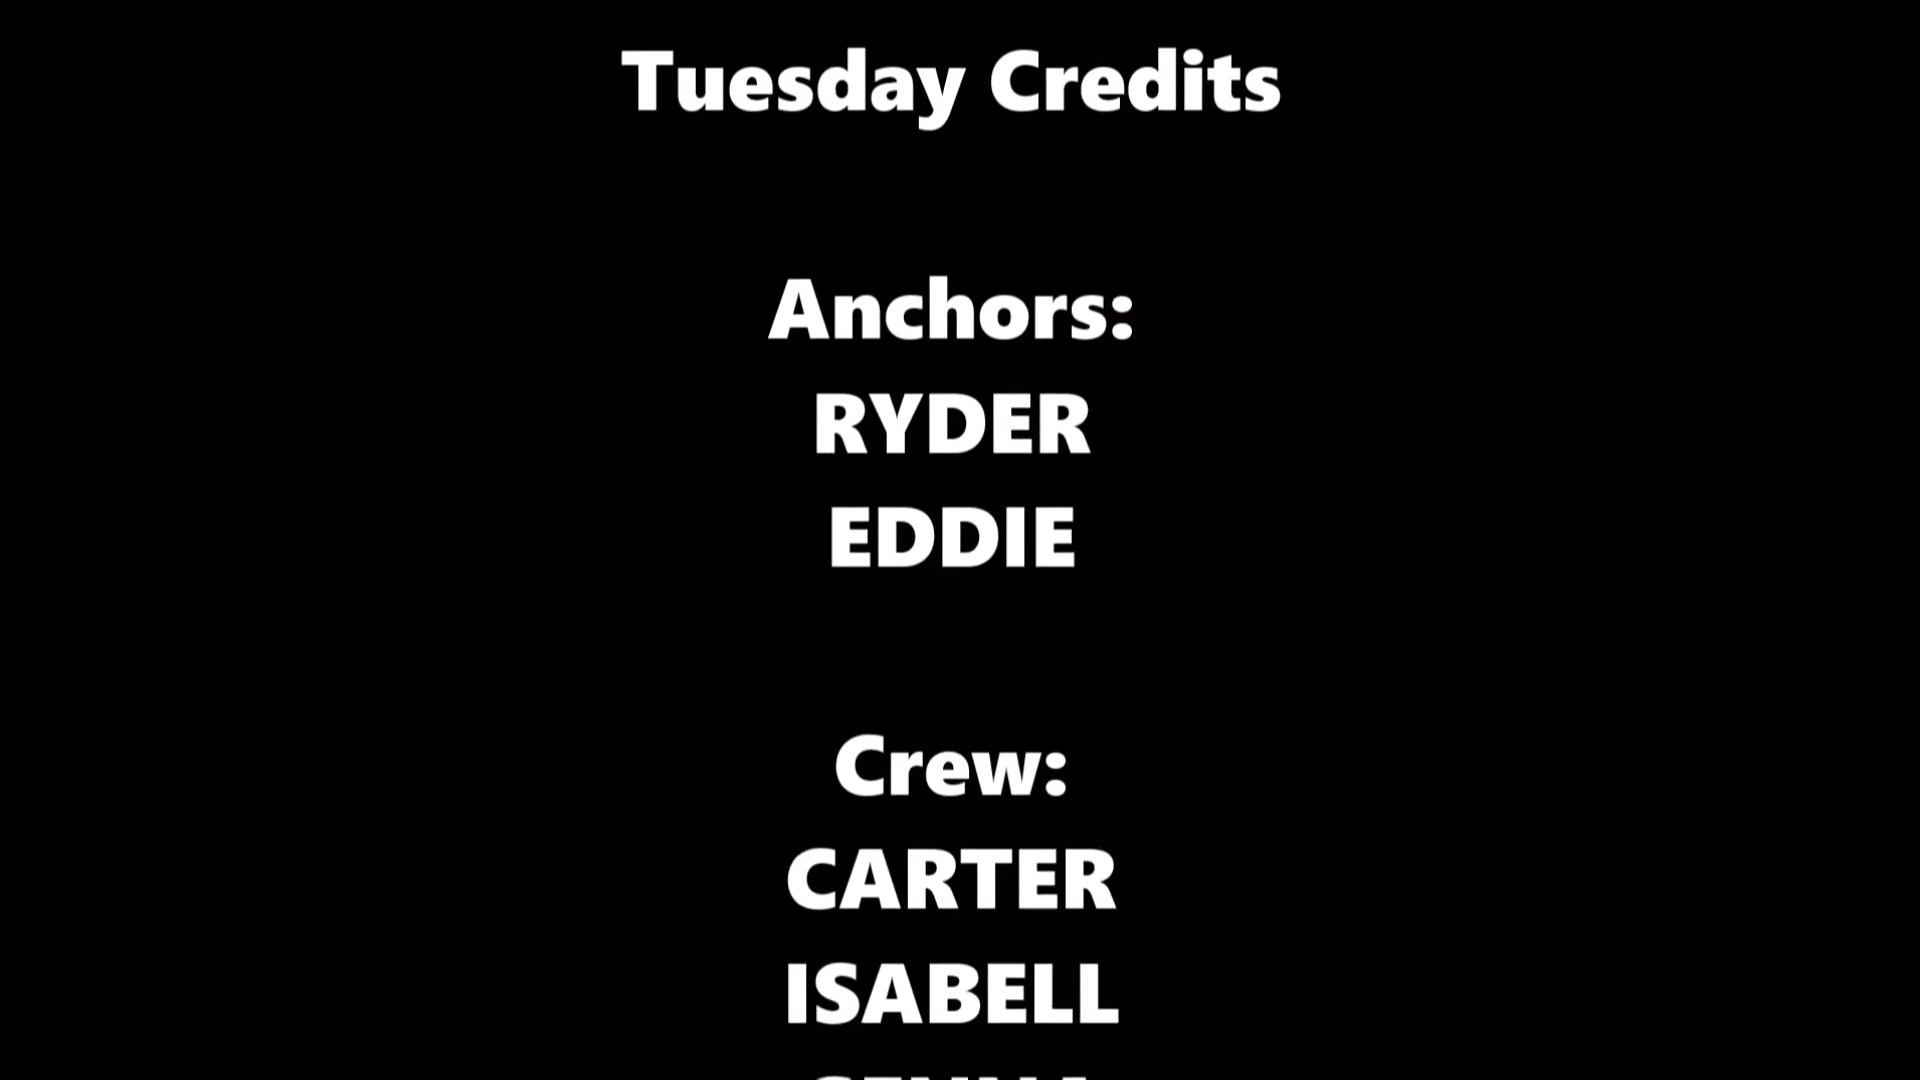 Tuesday Credits
Anchors:
RYDER
EDDIE
Crew:
CARTER
ISABELL